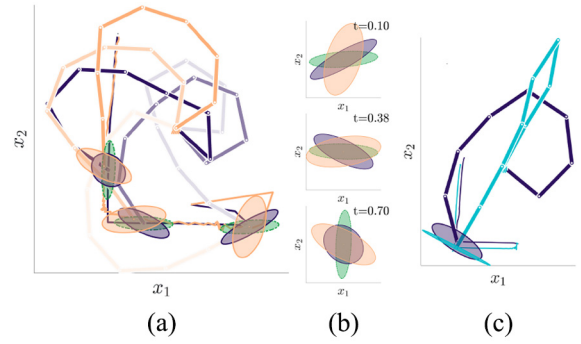 x₂
x₁
(a)
t=0.10
x₂
x₁
t=0.38
x₂
x₁
t=0.70
x₂
x₁
(b)
x₂
x₁
(c)